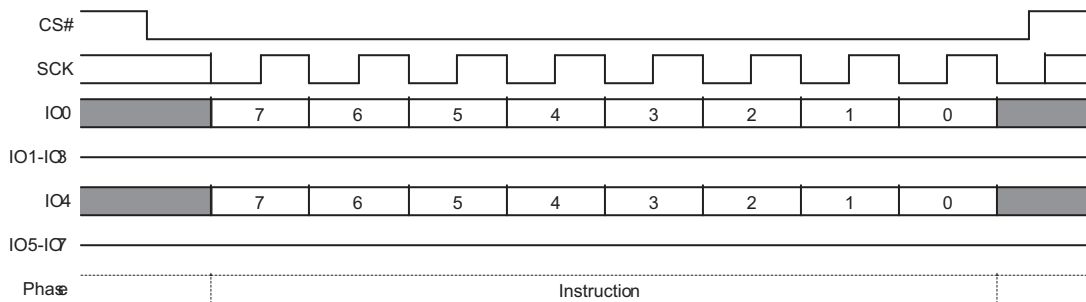 CS#
SCK
IO0 7 6 5 4 3 2 1 0
IO1-IO3
IO4 7 6 5 4 3 2 1 0
IO5-IO7
Phase Instruction